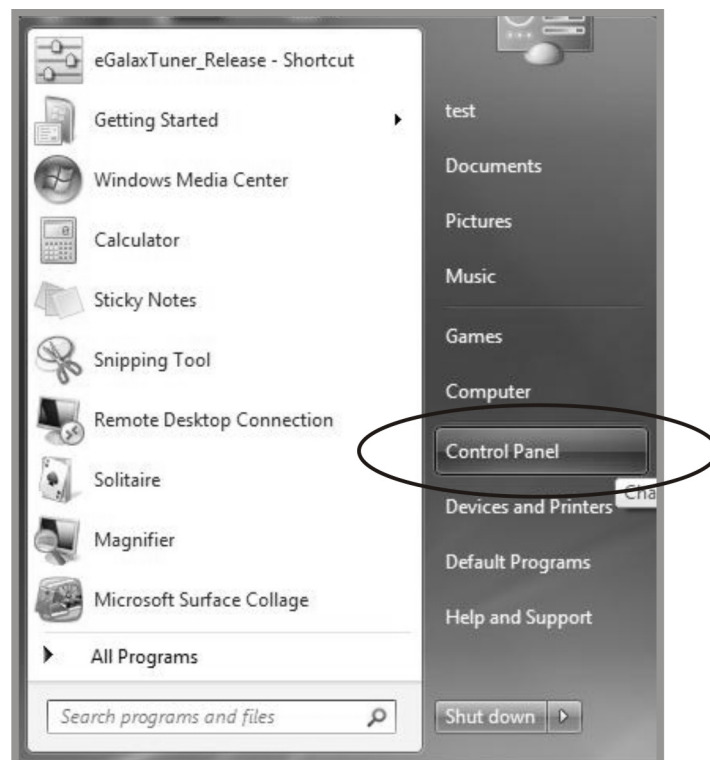 eGalaxTuner_Release - Shortcut
Getting Started
Windows Media Center
Calculator
Sticky Notes
Snipping Tool
Remote Desktop Connection
Solitaire
Magnifier
Microsoft Surface Collage
All Programs
Search programs and files
test
Documents
Pictures
Music
Games
Computer
Control Panel
Devices and Printers
Default Programs
Help and Support
Shut down